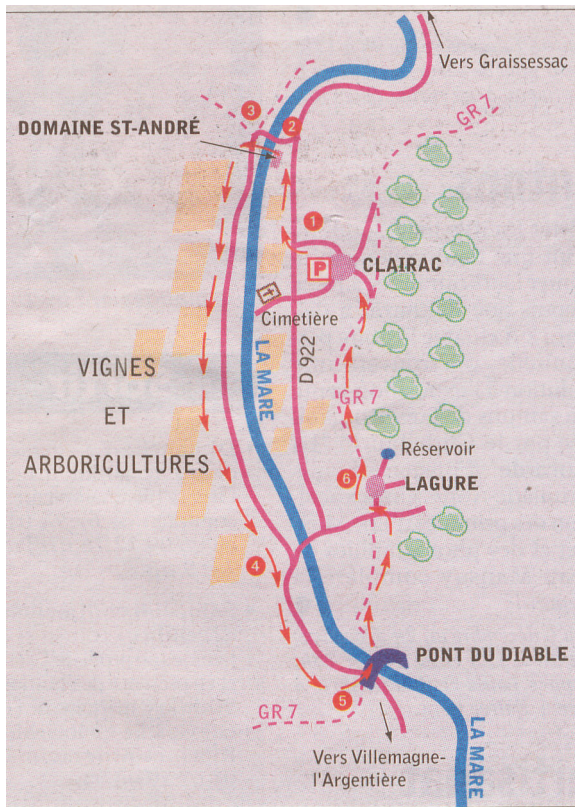 Vers Graissessac
GR 7
3
2
DOMAINE ST-ANDRÉ
1
P
CLAIRAC
Cimetière
D 922
LA MARE
VIGNES
ET
ARBORICULTURES
GR 7
Réservoir
6
LAGURE
4
PONT DU DIABLE
5
GR 7
Vers Villemagne-
l'Argentière
LA MARE